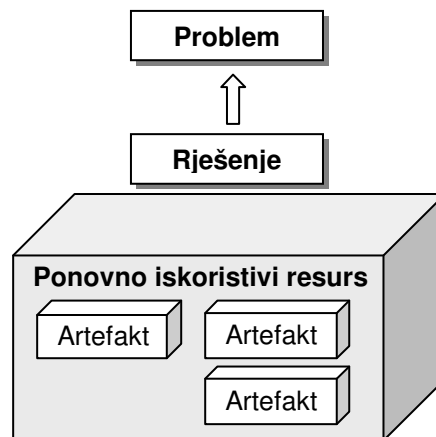 Problem
Rješenje
Ponovno iskoristivi resurs
Artefakt
Artefakt
Artefakt